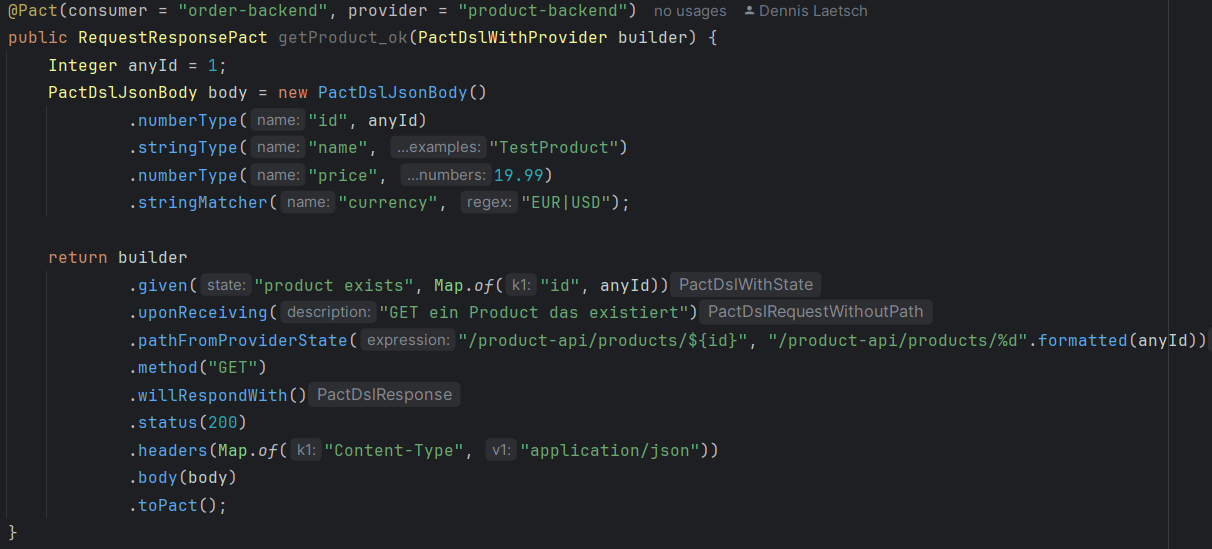 @Pact(consumer = "order-backend", provider = "product-backend") no usages Dennis Laetsch
public RequestResponsePact getProduct_ok(PactDslWithProvider builder) {
Integer anyId = 1;
PactDslJsonBody body = new PactDslJsonBody()
.numberType( name: "id", anyId)
.stringType( name: "name", ...examples: "TestProduct")
.numberType( name: "price", ...numbers: 19.99)
.stringMatcher( name: "currency", regex: "EUR|USD");
return builder
.given( state: "product exists", Map.of( k1: "id", anyId)) PactDslWithState
.uponReceiving( description: "GET ein Product das existiert") PactDslRequestWithoutPath
.pathFromProviderState( expression: "/product-api/products/${id}", "/product-api/products/%d".formatted(anyId))
.method("GET")
.willRespondWith() PactDslResponse
.status(200)
.headers(Map.of( k1: "Content-Type", v1: "application/json"))
.body(body)
.toPact();
}